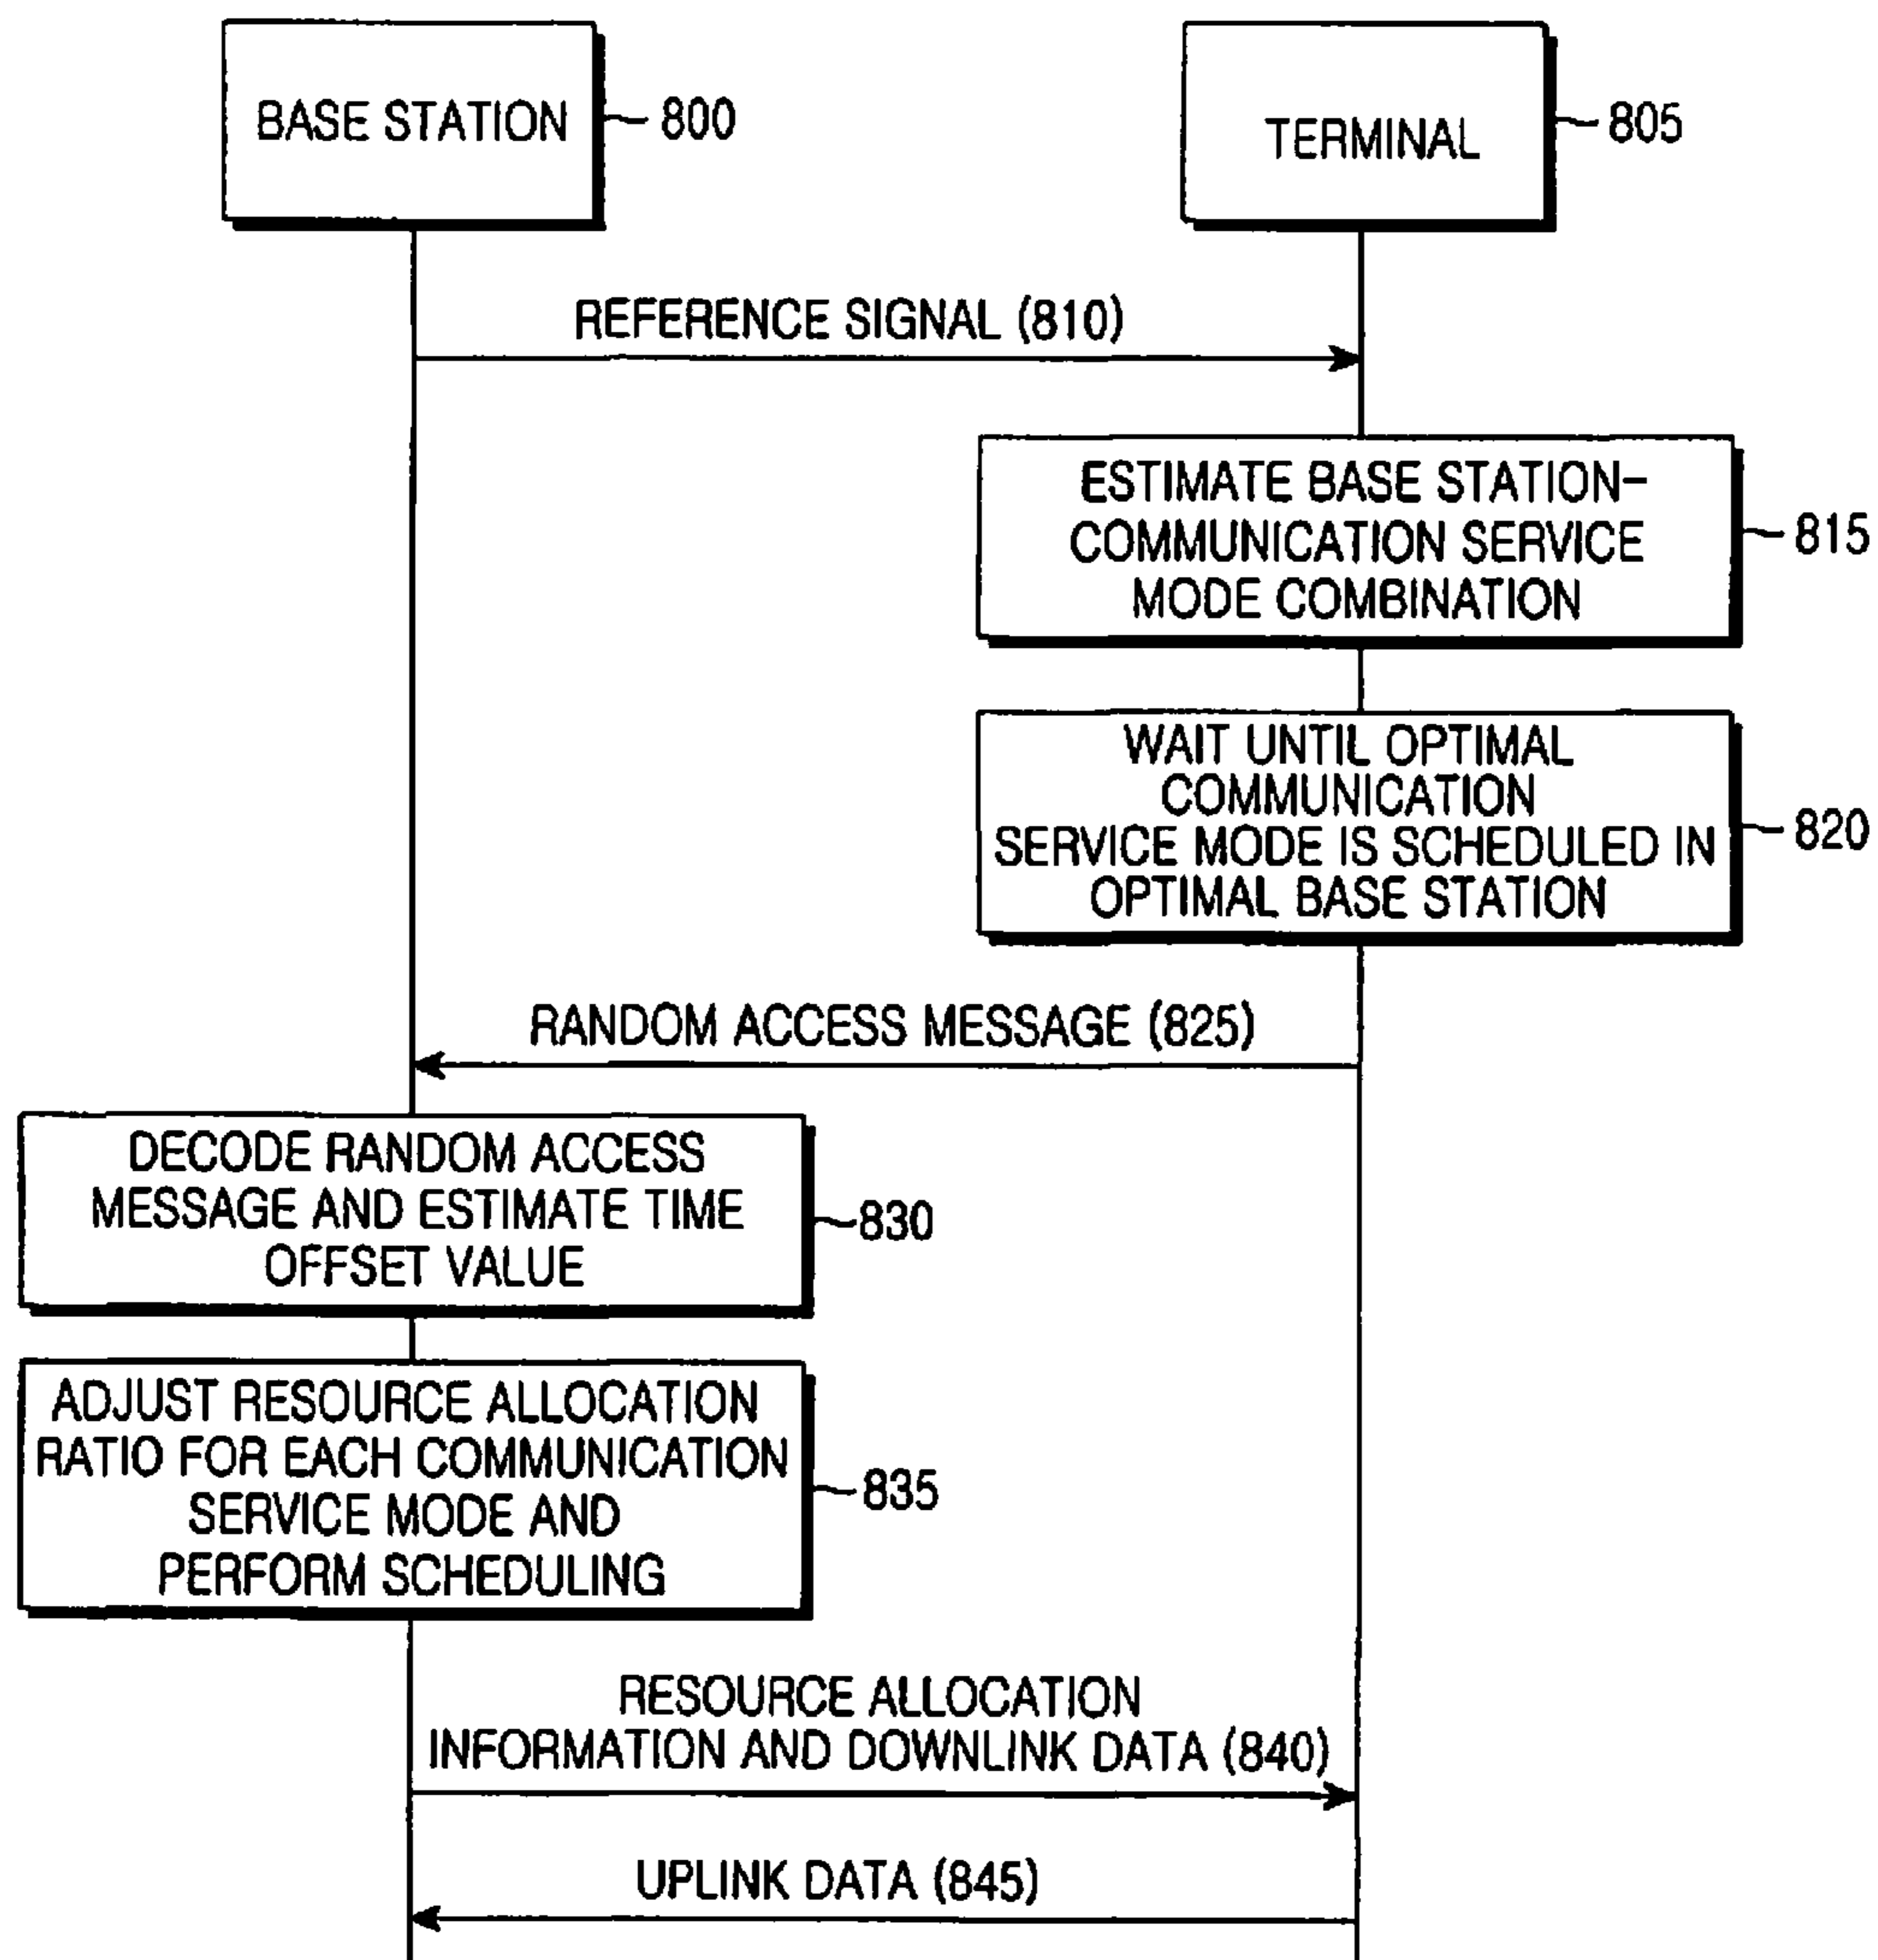 BASE STATION
800
TERMINAL
805
REFERENCE SIGNAL (810)
ESTIMATE BASE STATION-
COMMUNICATION SERVICE
MODE COMBINATION
815
WAIT UNTIL OPTIMAL
COMMUNICATION
SERVICE MODE IS SCHEDULED IN
OPTIMAL BASE STATION
820
RANDOM ACCESS MESSAGE (825)
DECODE RANDOM ACCESS
MESSAGE AND ESTIMATE TIME
OFFSET VALUE
830
ADJUST RESOURCE ALLOCATION
RATIO FOR EACH COMMUNICATION
SERVICE MODE AND
PERFORM SCHEDULING
835
RESOURCE ALLOCATION
INFORMATION AND DOWNLINK DATA (840)
UPLINK DATA (845)